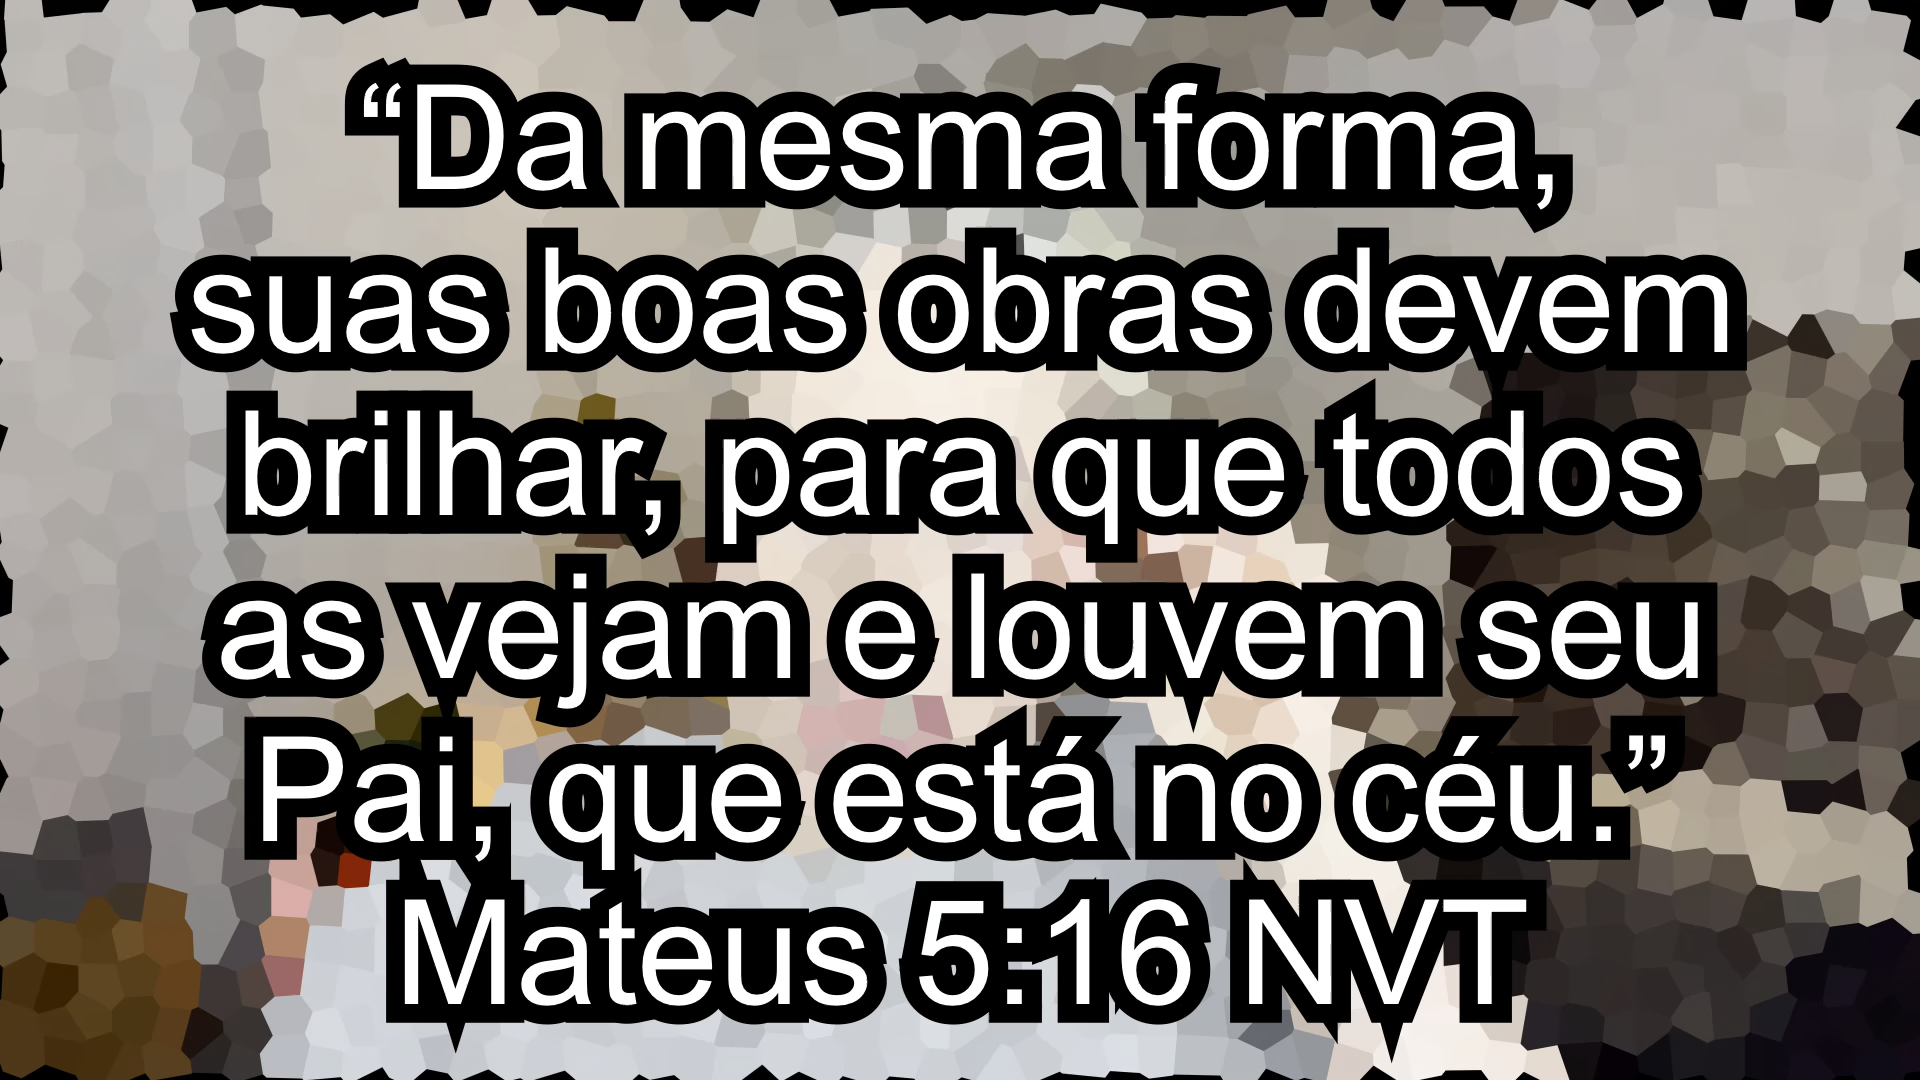 “Da mesma forma,
suas boas obras devem
brilhar, para que todos
as vejam e louvem seu
Pai, que está no céu.”
Mateus 5:16 NVT